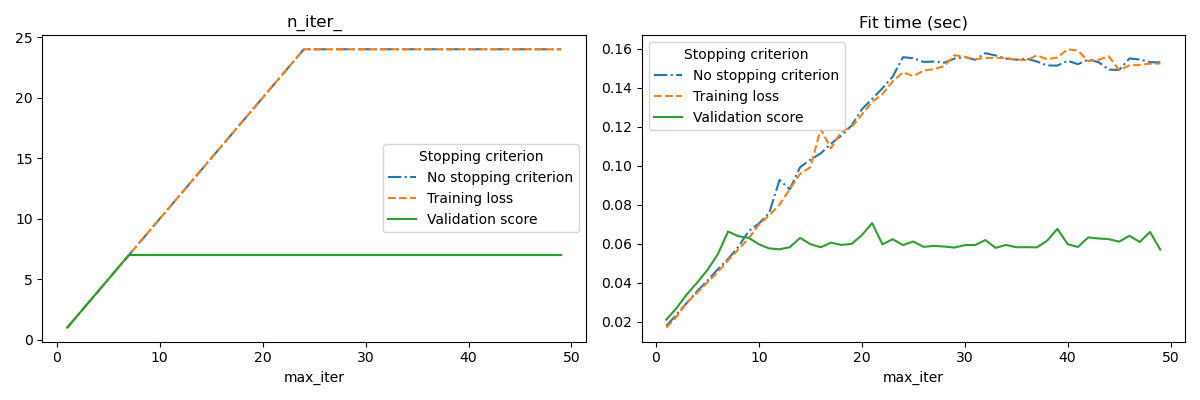 n_iter_
25
20
15
10
5
0
Stopping criterion
No stopping criterion
Training loss
Validation score
0
10
20
30
40
50
max_iter
Fit time (sec)
0.16
0.14
0.12
0.10
0.08
0.06
0.04
0.02
Stopping criterion
No stopping criterion
Training loss
Validation score
0
10
20
30
40
50
max_iter